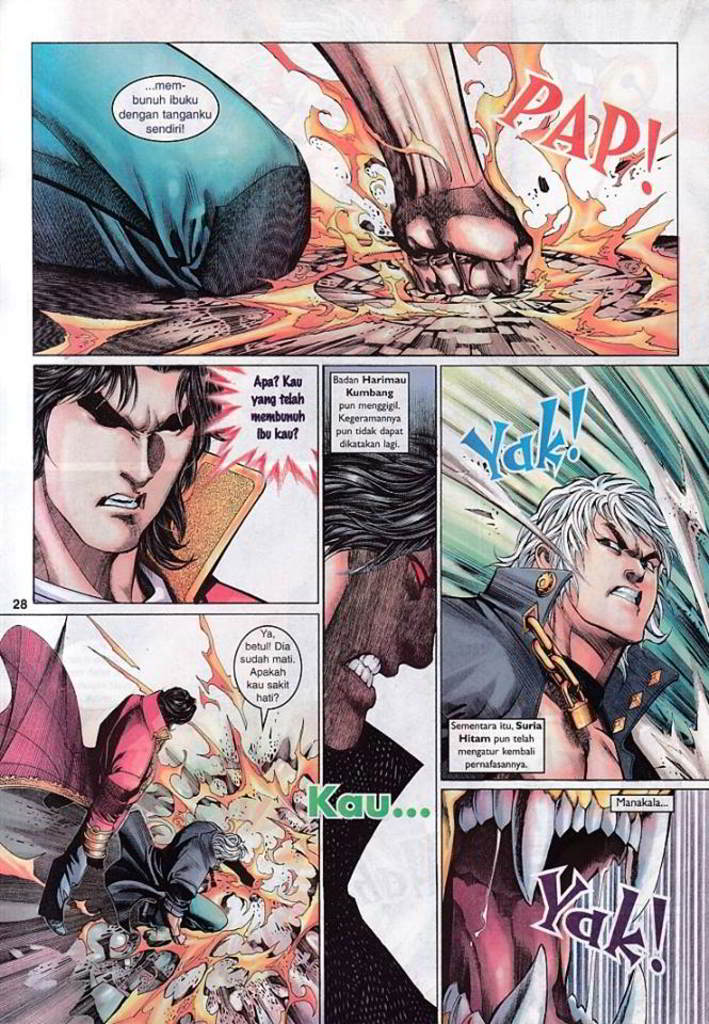 ...mem-
bunuh ibuku
dengan tanganku
sendiri!
PAP!
Apa? Kau
yang telah
membunuh
ibu kau?
Badan Harimau
Kumbang
pun menggigil.
Kegeramannya
pun tidak dapat
dikatakan lagi.
Yak!
28
Ya,
betul! Dia
sudah mati.
Apakah
kau sakit
hati?
Kau...
Sementara itu, Suria
Hitam pun telah
mengatur kembali
pernafasannya.
Manakala...
Yak!